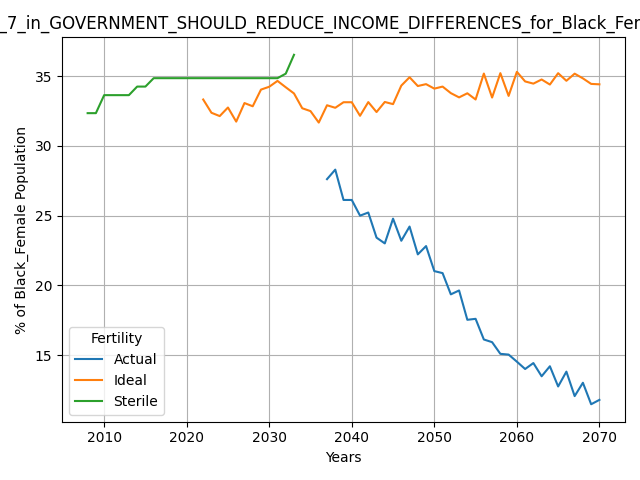 _7_in_GOVERNMENT_SHOULD_REDUCE_INCOME_DIFFERENCES_for_Black_Fer
% of Black_Female Population
35
30
25
20
15
Fertility
Actual
Ideal
Sterile
2010 2020 2030 2040 2050 2060 2070
Years